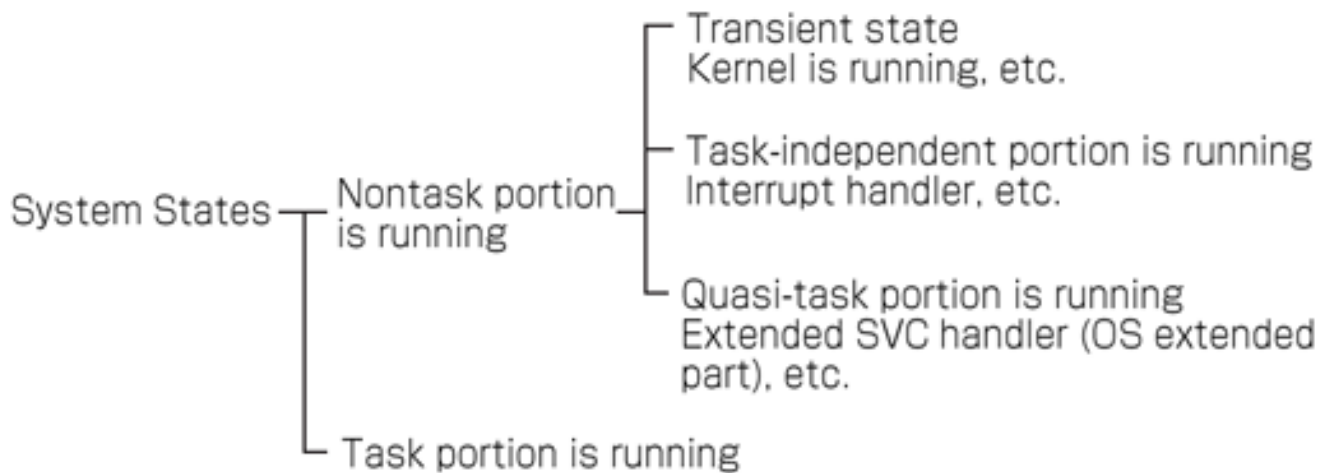 Transient state
Kernel is running, etc.
Task-independent portion is running
Interrupt handler, etc.
System States
Nontask portion
is running
Quasi-task portion is running
Extended SVC handler (OS extended
part), etc.
Task portion is running